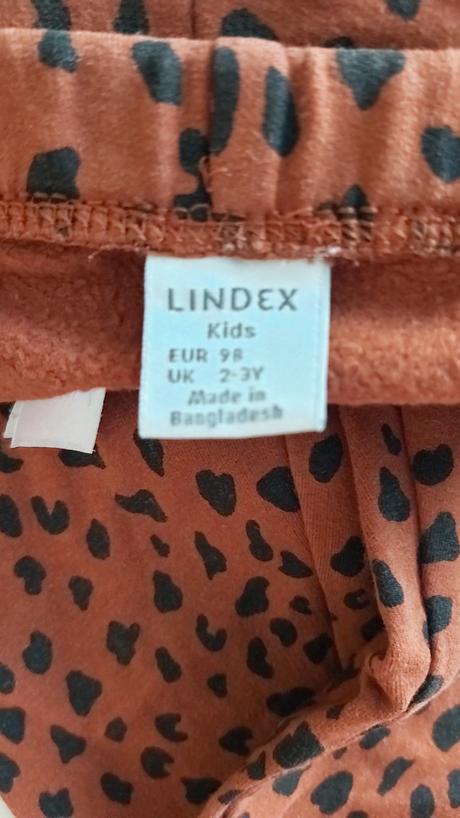 LINDEX
Kids
EUR 98
UK 2-3Y
Made in
Bangladesh